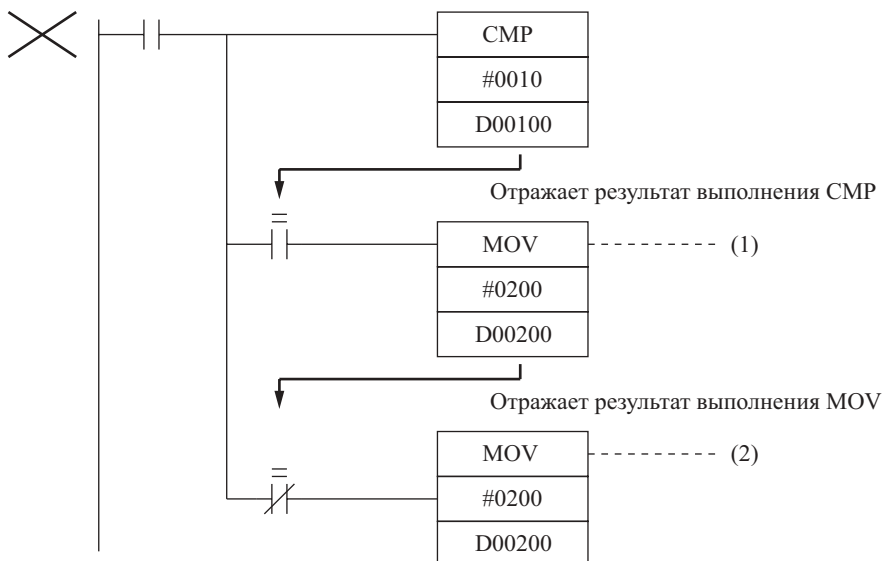 CMP
#0010
D00100
Отражает результат выполнения CMP
=
MOV
(1)
#0200
D00200
Отражает результат выполнения MOV
=
MOV
(2)
#0200
D00200